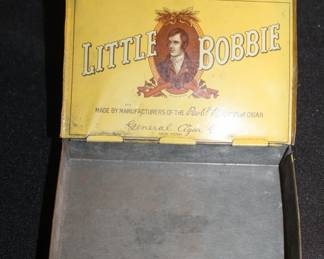 LITTLE BOBBIE
MADE BY MANUFACTURERS OF THE CIGAR
General Cigar